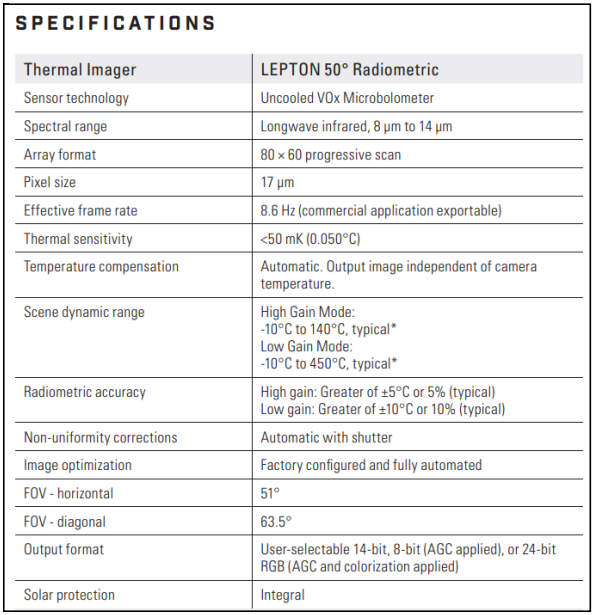 SPECIFICATIONS
Thermal Imager LEPTON 50° Radiometric
Sensor technology Uncooled VOx Microbolometer
Spectral range Longwave infrared, 8 µm to 14 µm
Array format 80 × 60 progressive scan
Pixel size 17 µm
Effective frame rate 8.6 Hz (commercial application exportable)
Thermal sensitivity <50 mK (0.050°C)
Temperature compensation Automatic. Output image independent of camera
temperature.
Scene dynamic range High Gain Mode:
-10°C to 140°C, typical*
Low Gain Mode:
-10°C to 450°C, typical*
Radiometric accuracy High gain: Greater of ±5°C or 5% (typical)
Low gain: Greater of ±10°C or 10% (typical)
Non-uniformity corrections Automatic with shutter
Image optimization Factory configured and fully automated
FOV - horizontal 51°
FOV - diagonal 63.5°
Output format User-selectable 14-bit, 8-bit (AGC applied), or 24-bit
RGB (AGC and colorization applied)
Solar protection Integral